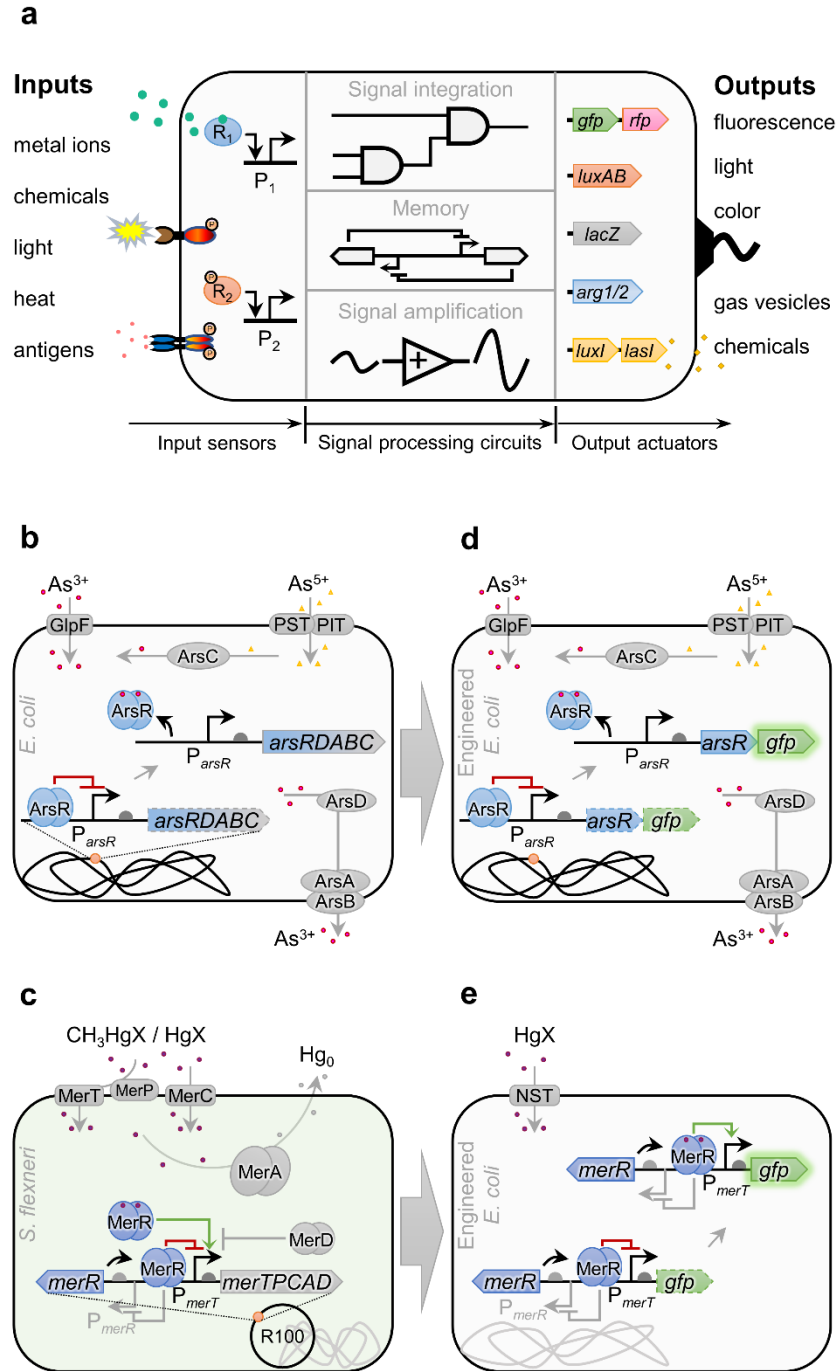 a
Inputs
metal ions
chemicals
light
heat
antigens
R1
P1
P
R2
P2
P
P
P
Signal integration
Memory
Signal amplification
+
gfp rfp
luxAB
lacZ
arg1/2
luxI lasI
Outputs
fluorescence
light
color
gas vesicles
chemicals
Input sensors
Signal processing circuits
Output actuators
b
As3+
As5+
GlpF
PST PIT
ArsC
E. coli
ArsR
ParsR
arsRDABC
ArsR
ParsR
arsRDABC
ArsD
ArsA
ArsB
As3+
d
As3+
As5+
GlpF
PST PIT
ArsC
Engineered
E. coli
ArsR
ParsR
arsR gfp
ArsR
ParsR
arsR gfp
ArsD
ArsA
ArsB
As3+
c
CH3HgX / HgX
Hg0
MerT MerP MerC
MerA
S. flexneri
MerR
MerD
merR
MerR
PmerT
merTPCAD
PmerR
R100
e
HgX
NST
Engineered
E. coli
merR
MerR
PmerT
gfp
merR
MerR
PmerT
gfp
PmerR